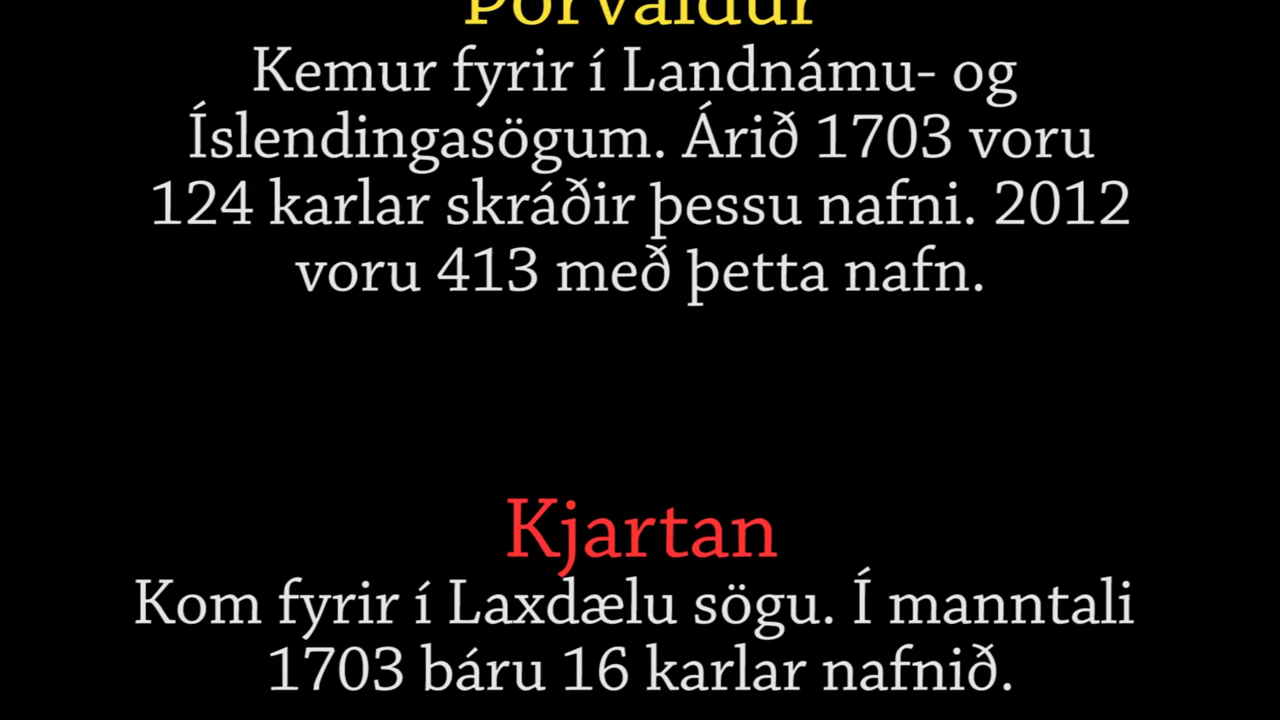 Þorvaldur
Kemur fyrir í Landnámu- og
Íslendingasögum. Árið 1703 voru
124 karlar skráðir þessu nafni. 2012
voru 413 með þetta nafn.
Kjartan
Kom fyrir í Laxdælu sögu. Í manntali
1703 báru 16 karlar nafnið.